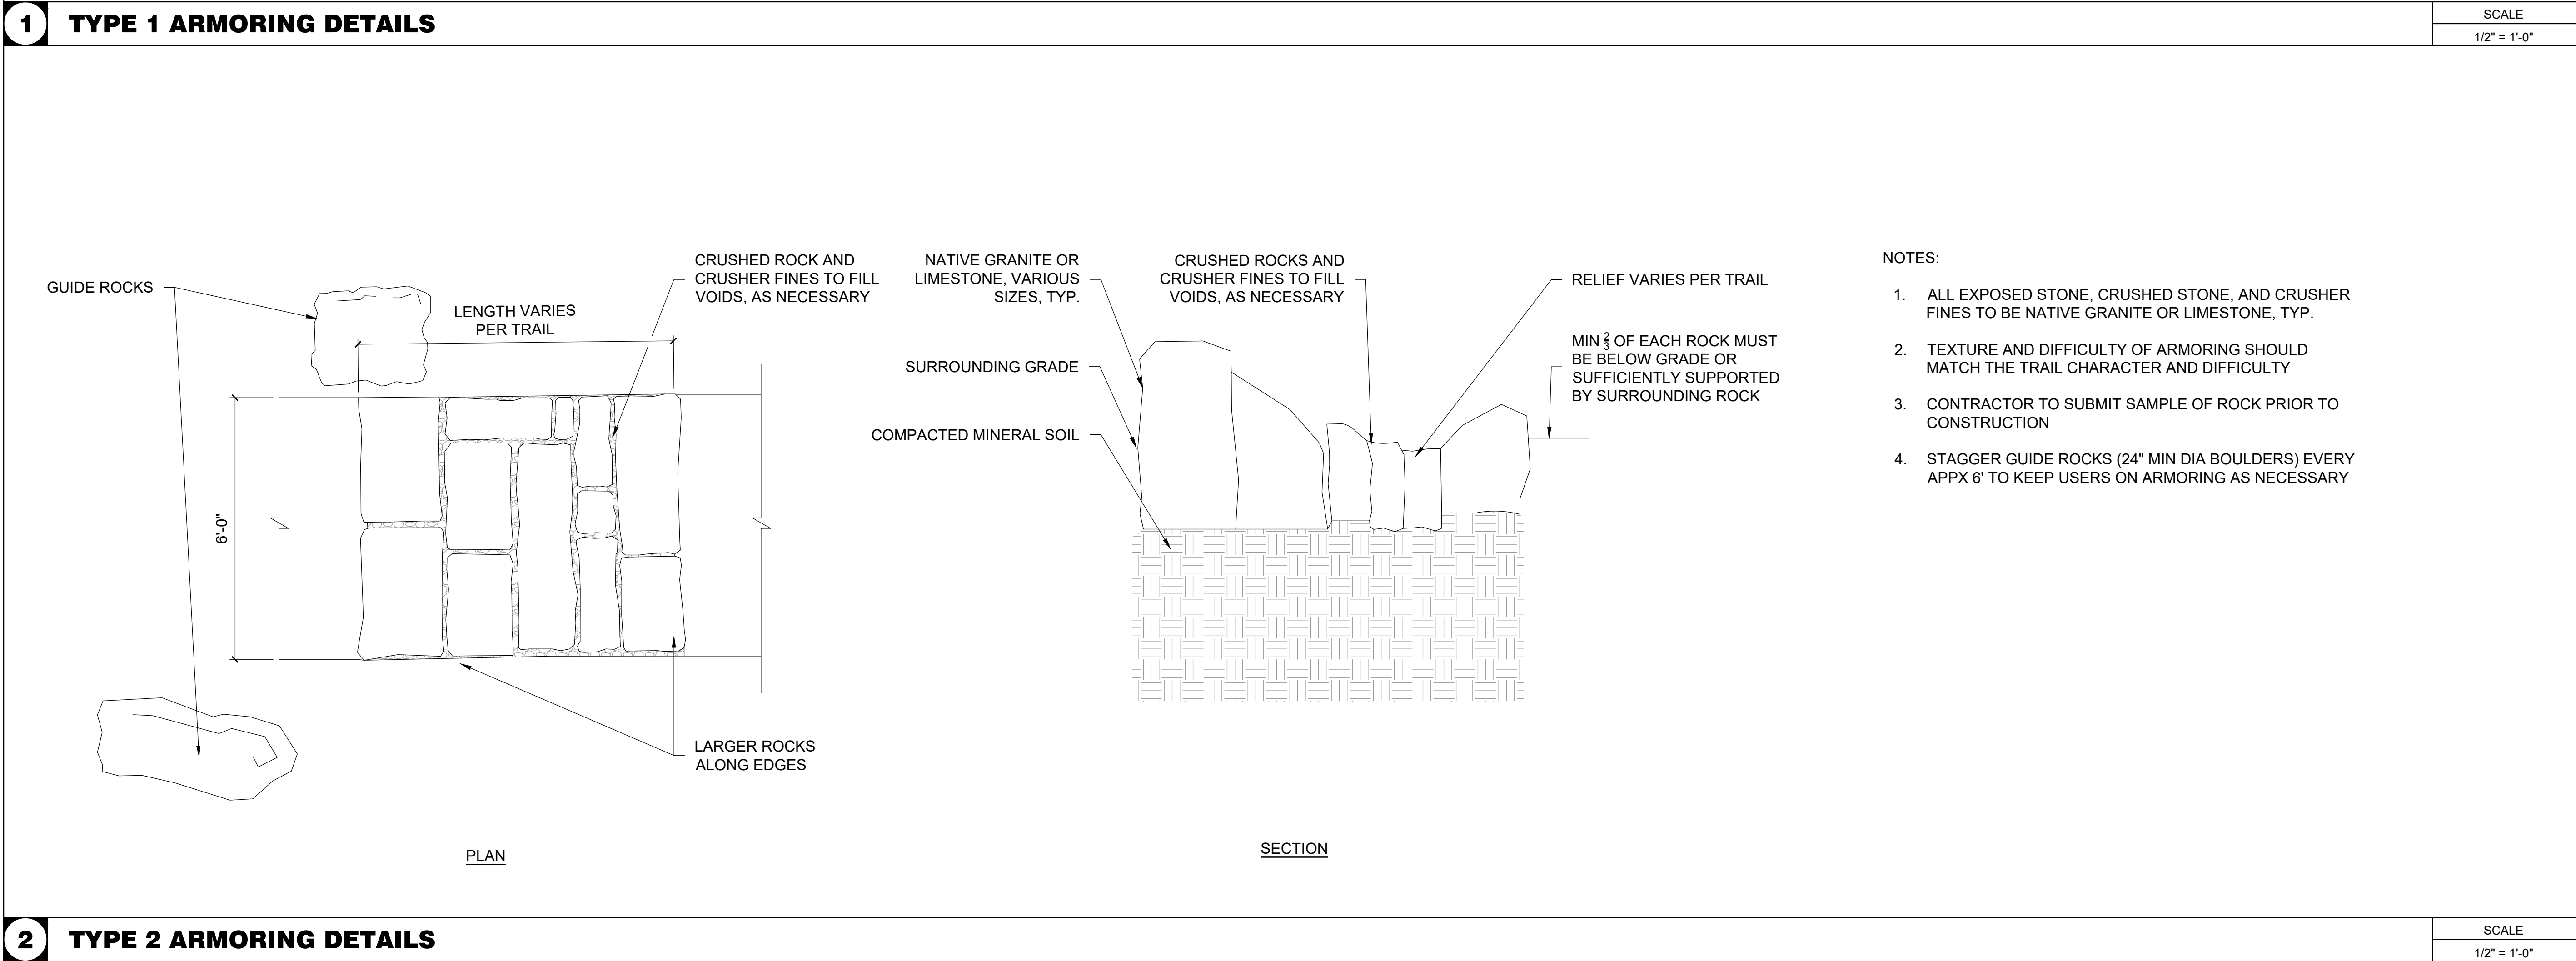 1 TYPE 1 ARMORING DETAILS
SCALE
1/2" = 1'-0"
GUIDE ROCKS
LENGTH VARIES
PER TRAIL
CRUSHED ROCK AND
CRUSHER FINES TO FILL
VOIDS, AS NECESSARY
6'-0"
LARGER ROCKS
ALONG EDGES
PLAN
NATIVE GRANITE OR
LIMESTONE, VARIOUS
SIZES, TYP.
SURROUNDING GRADE
COMPACTED MINERAL SOIL
CRUSHED ROCKS AND
CRUSHER FINES TO FILL
VOIDS, AS NECESSARY
RELIEF VARIES PER TRAIL
MIN 2/3 OF EACH ROCK MUST
BE BELOW GRADE OR
SUFFICIENTLY SUPPORTED
BY SURROUNDING ROCK
SECTION
NOTES:
1. ALL EXPOSED STONE, CRUSHED STONE, AND CRUSHER
FINES TO BE NATIVE GRANITE OR LIMESTONE, TYP.
2. TEXTURE AND DIFFICULTY OF ARMORING SHOULD
MATCH THE TRAIL CHARACTER AND DIFFICULTY
3. CONTRACTOR TO SUBMIT SAMPLE OF ROCK PRIOR TO
CONSTRUCTION
4. STAGGER GUIDE ROCKS (24" MIN DIA BOULDERS) EVERY
APPX 6' TO KEEP USERS ON ARMORING AS NECESSARY
2 TYPE 2 ARMORING DETAILS
SCALE
1/2" = 1'-0"